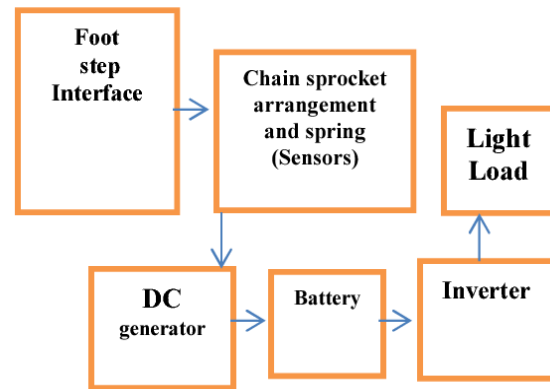 Foot
step
Interface
Chain sprocket
arrangement
and spring
(Sensors)
Light
Load
DC
generator
Battery
Inverter